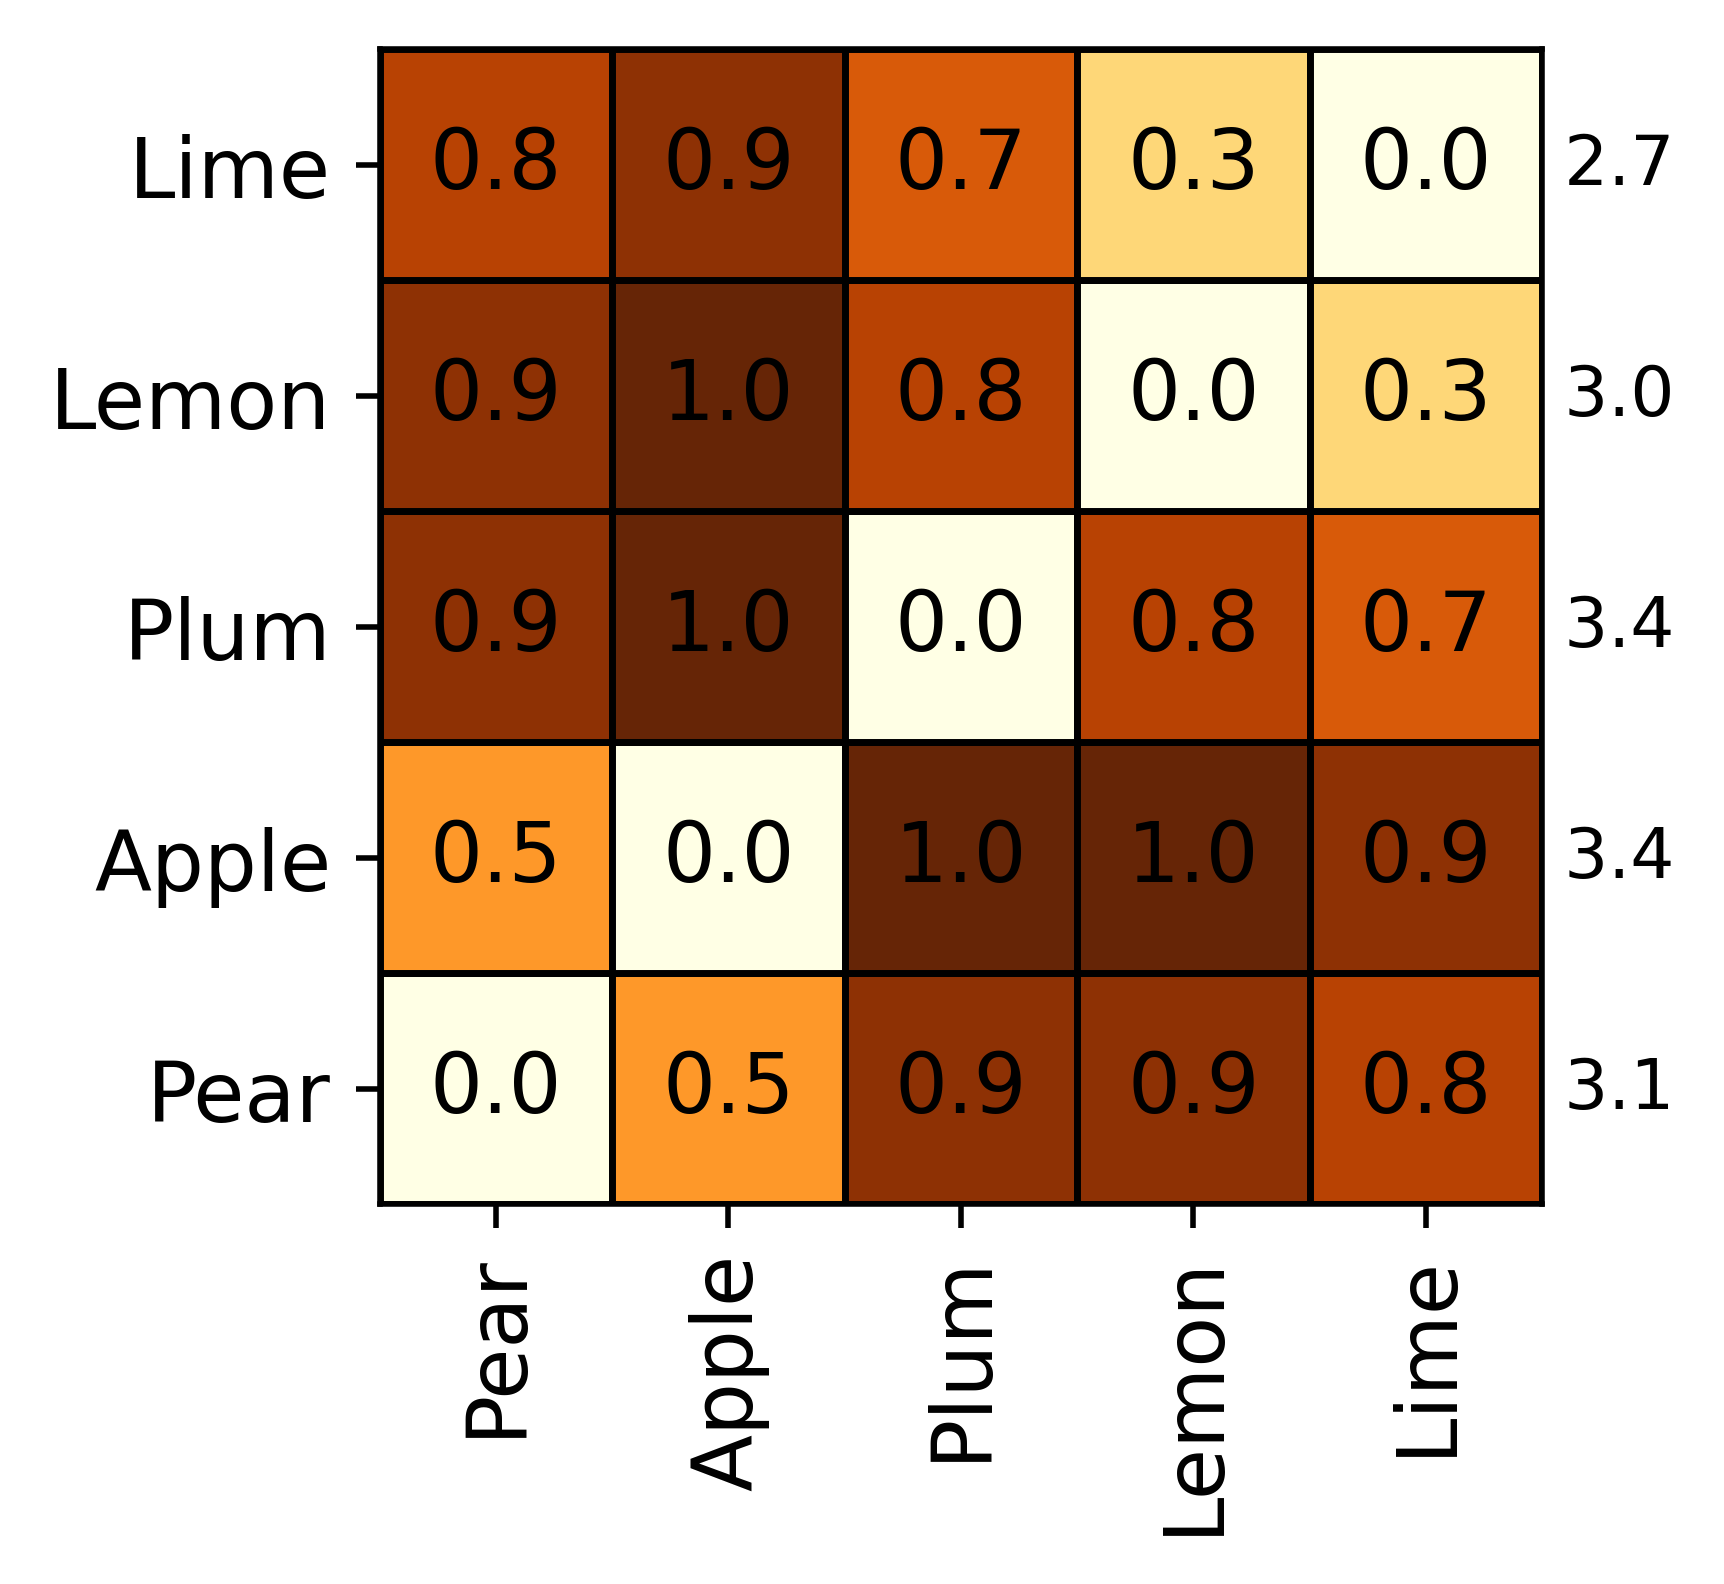 Lime 0.8 0.9 0.7 0.3 0.0 2.7
Lemon 0.9 1.0 0.8 0.0 0.3 3.0
Plum 0.9 1.0 0.0 0.8 0.7 3.4
Apple 0.5 0.0 1.0 1.0 0.9 3.4
Pear 0.0 0.5 0.9 0.9 0.8 3.1
Pear Apple Plum Lemon Lime